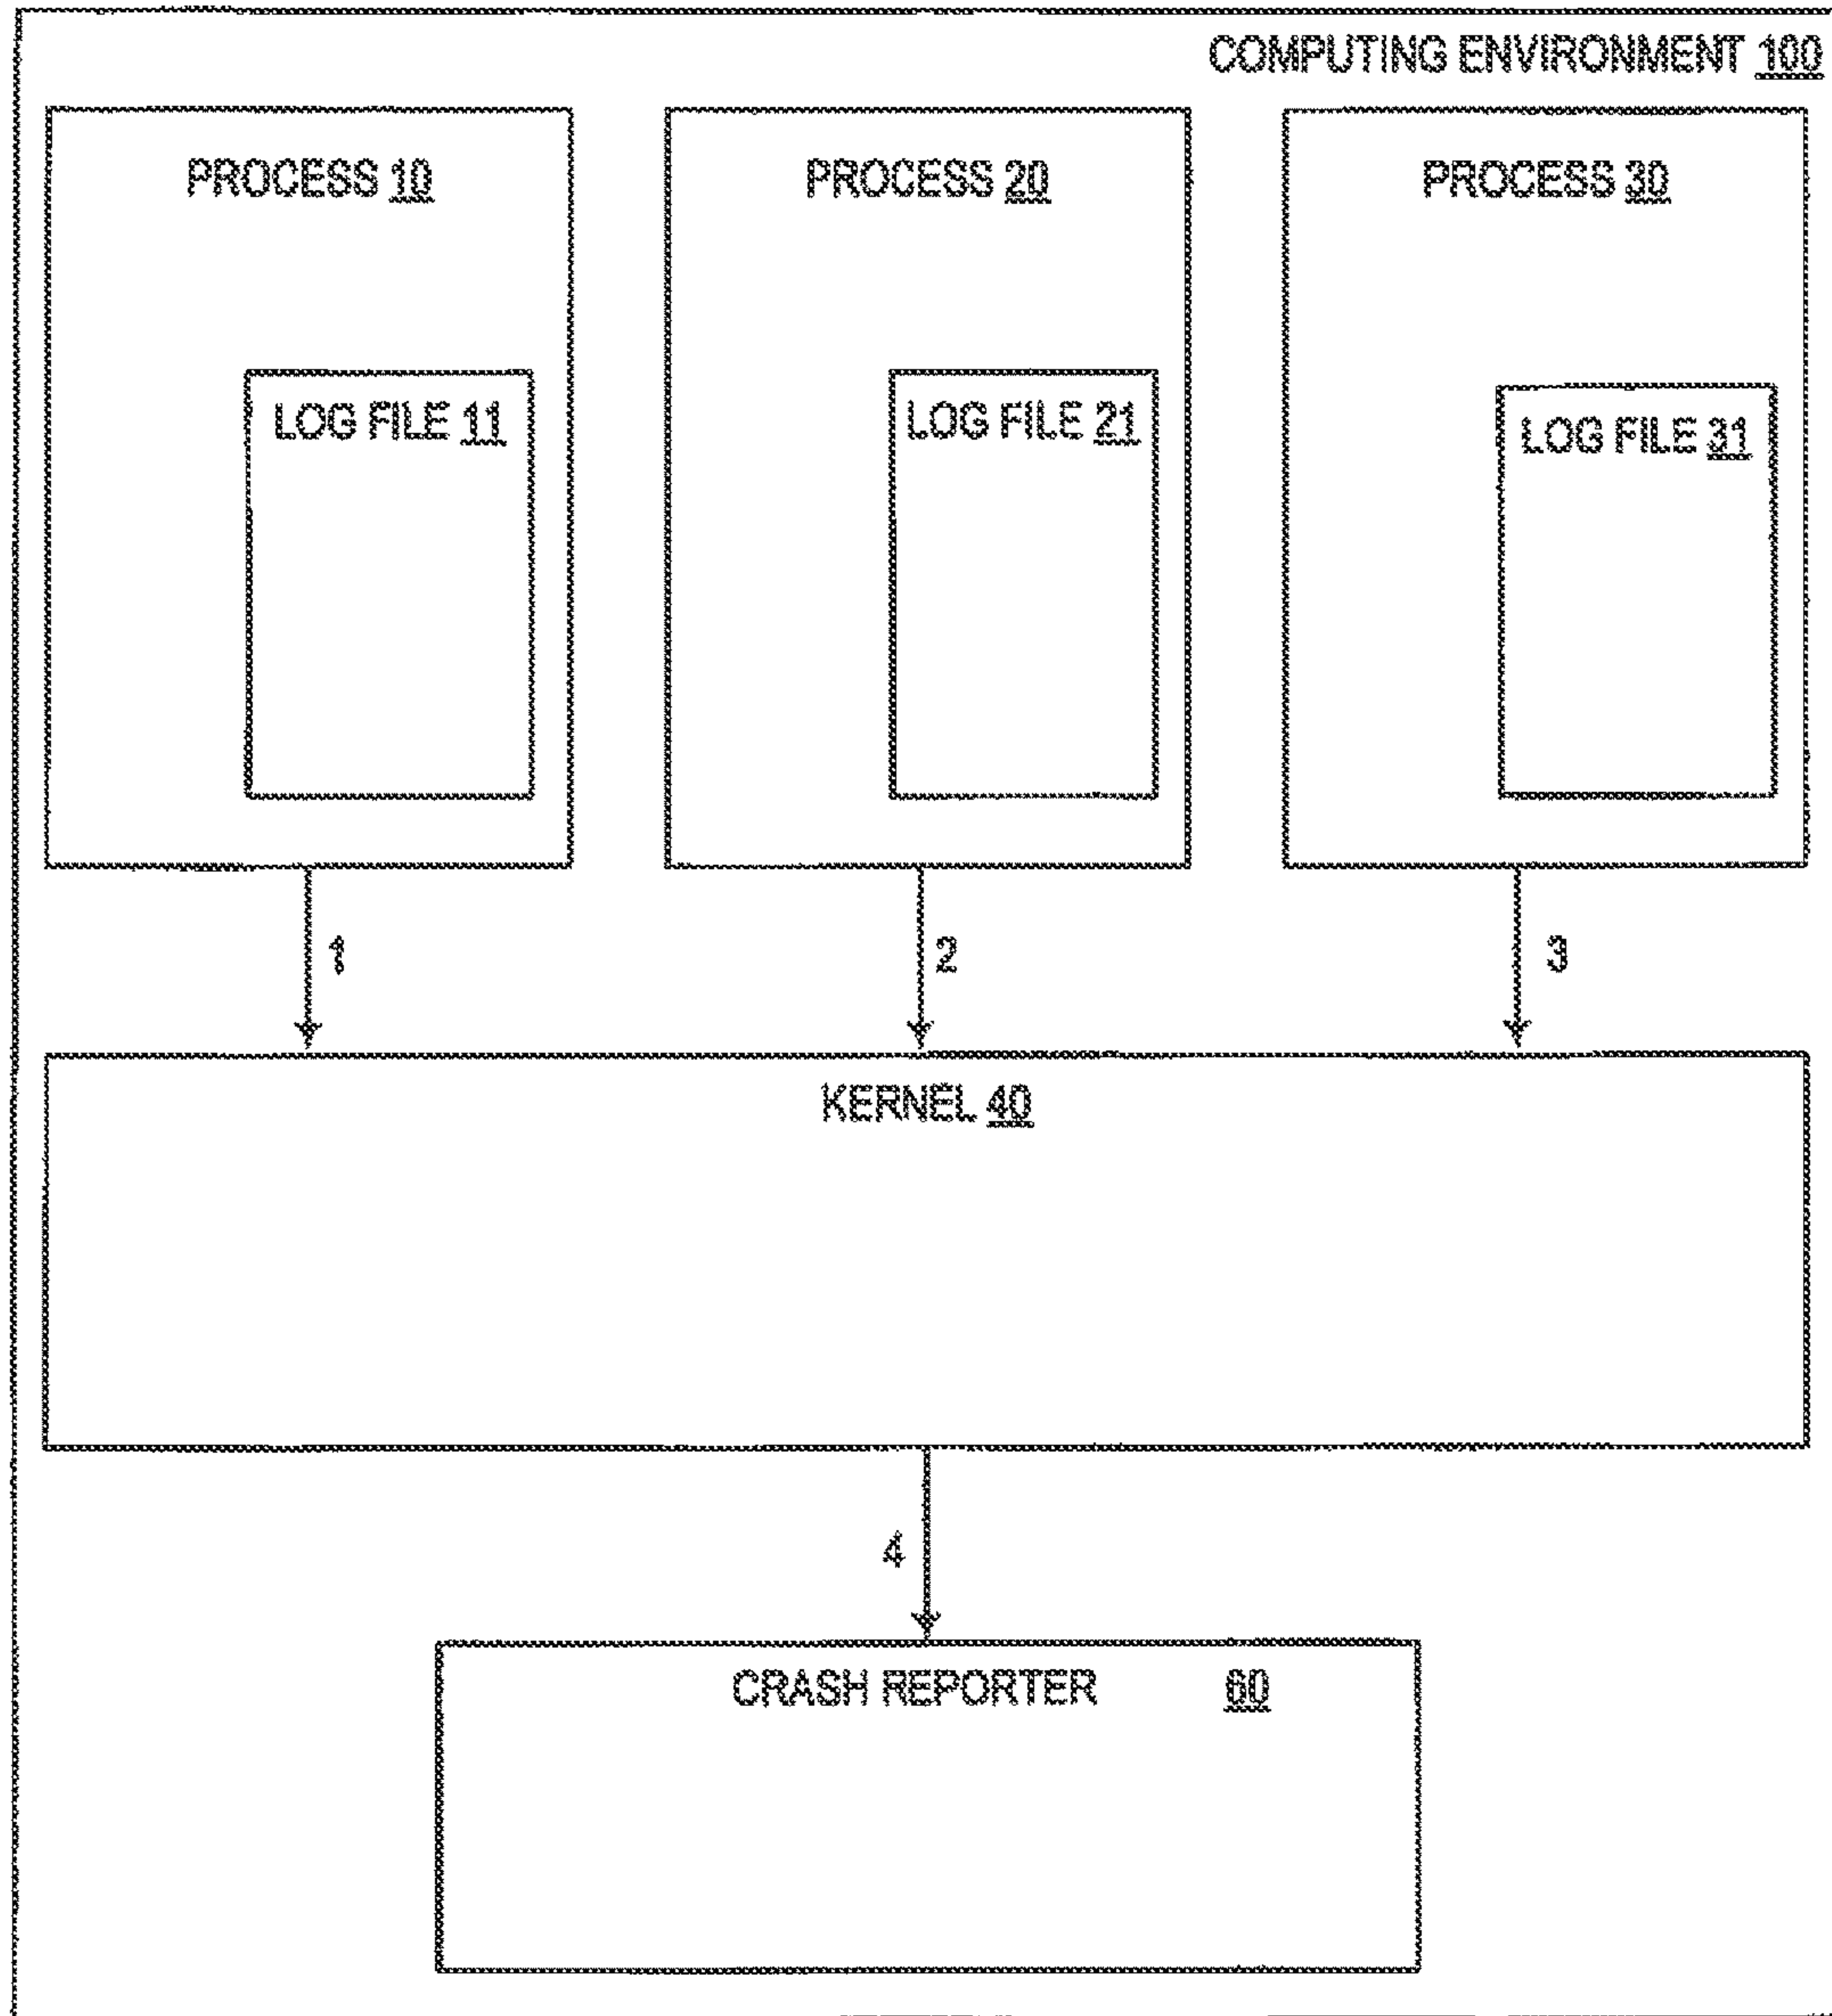 COMPUTING ENVIRONMENT 100
PROCESS 10
PROCESS 20
PROCESS 30
LOG FILE 11
LOG FILE 21
LOG FILE 31
1
2
3
KERNEL 40
4
CRASH REPORTER 60